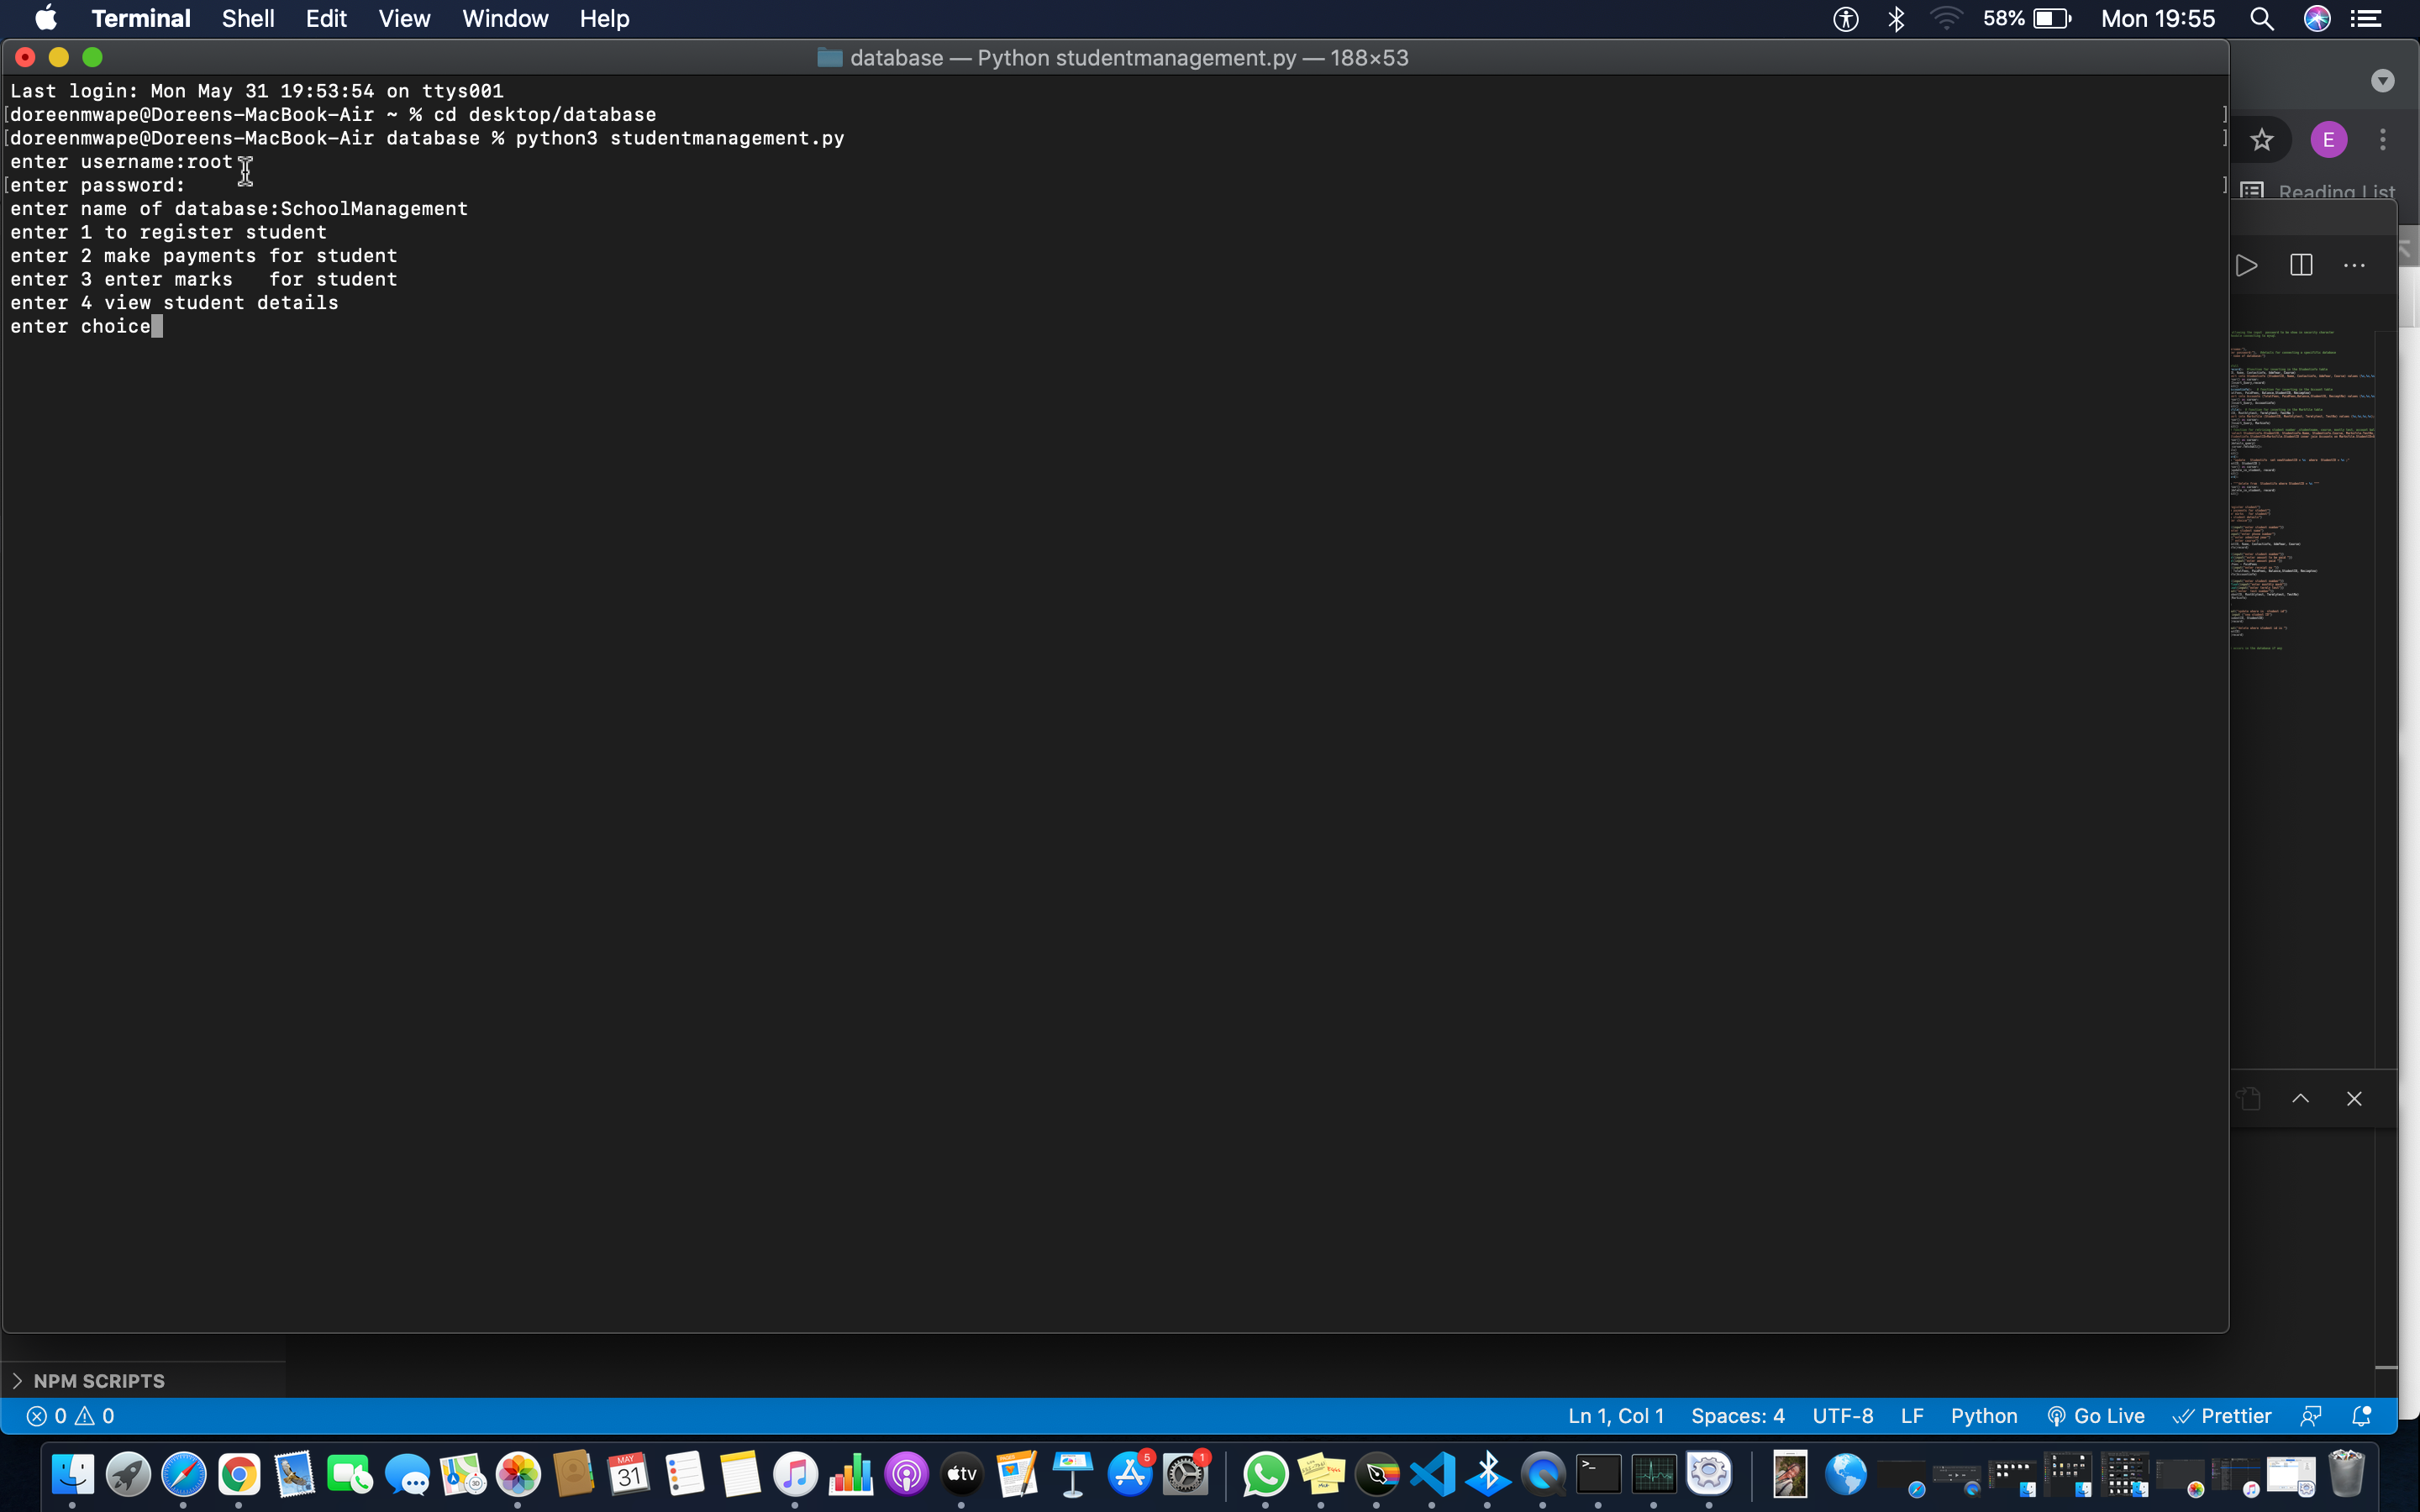 Terminal Shell Edit View Window Help 58% Mon 19:55
database — Python studentmanagement.py — 188×53
Last login: Mon May 31 19:53:54 on ttys001
[doreenmwape@Doreens-MacBook-Air ~ % cd desktop/database ]
[doreenmwape@Doreens-MacBook-Air database % python3 studentmanagement.py ]
enter username:root
[enter password: ]
enter name of database:SchoolManagement
enter 1 to register student
enter 2 make payments for student
enter 3 enter marks   for student
enter 4 view student details
enter choice
E
Reading List
NPM SCRIPTS
0 0 Ln 1, Col 1 Spaces: 4 UTF-8 LF Python Go Live Prettier
MAY
31
tv
5
1